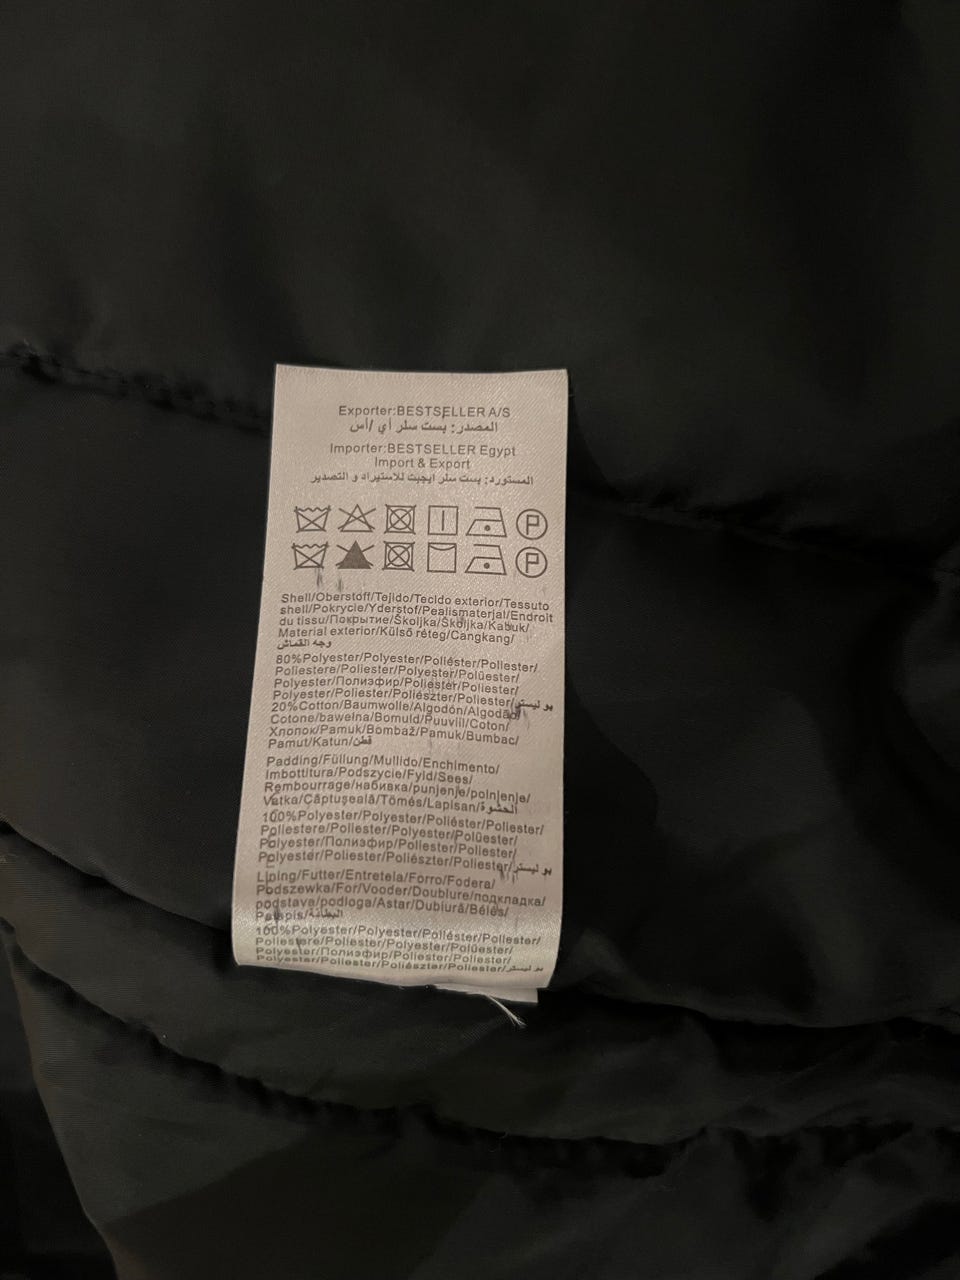 Exporter:BESTSELLER A/S
المصدر: بست سلر أي /أس
Importer:BESTSELLER Egypt
Import & Export
المستورد: بست سلر ايجبت للاستيراد و التصدير
P
P
Shell/Oberstoff/Tejido/Tecido exterior/Tessuto
shell/Pokrycie/Yderstof/Pealismaterjal/Endroit
du tissu/Покрытие/Školjka/Školjka/Kabuk/
Material exterior/Külső réteg/Cangkang/
وجه القماش
80%Polyester/Polyester/Poliéster/Poliester/
Poliestere/Poliester/Polyester/Polüester/
Polyester/Полиэфир/Poliester/Poliester/
Polyester/Poliester/Poliészter/Poliester/بوليستر
20%Cotton/Baumwolle/Algodón/Algodão/
Cotone/bawełna/Bomuld/Puuvill/Coton/
Хлопок/Pamuk/Bombaž/Pamuk/Bumbac/
Pamut/Katun/قطن
Padding/Füllung/Mullido/Enchimento/
Imbottitura/Podszycie/Fyld/Sees/
Rembourrage/набивка/punjenje/polnjenje/
Vatka/Căptuşeală/Tömés/Lapisan/الحشوة
100%Polyester/Polyester/Poliéster/Poliester/
Poliestere/Poliester/Polyester/Polüester/
Polyester/Полиэфир/Poliester/Poliester/
Polyester/Poliester/Poliészter/Poliester/بوليستر
Lining/Futter/Entretela/Forro/Fodera/
Podszewka/For/Vooder/Doublure/подкладка/
podstava/podloga/Astar/Dublură/Bélés/
Pelapis/البطانة
100%Polyester/Polyester/Poliéster/Poliester/
Poliestere/Poliester/Polyester/Polüester/
Polyester/Полиэфир/Poliester/Poliester/
Polyester/Poliester/Poliészter/Poliester/بوليستر